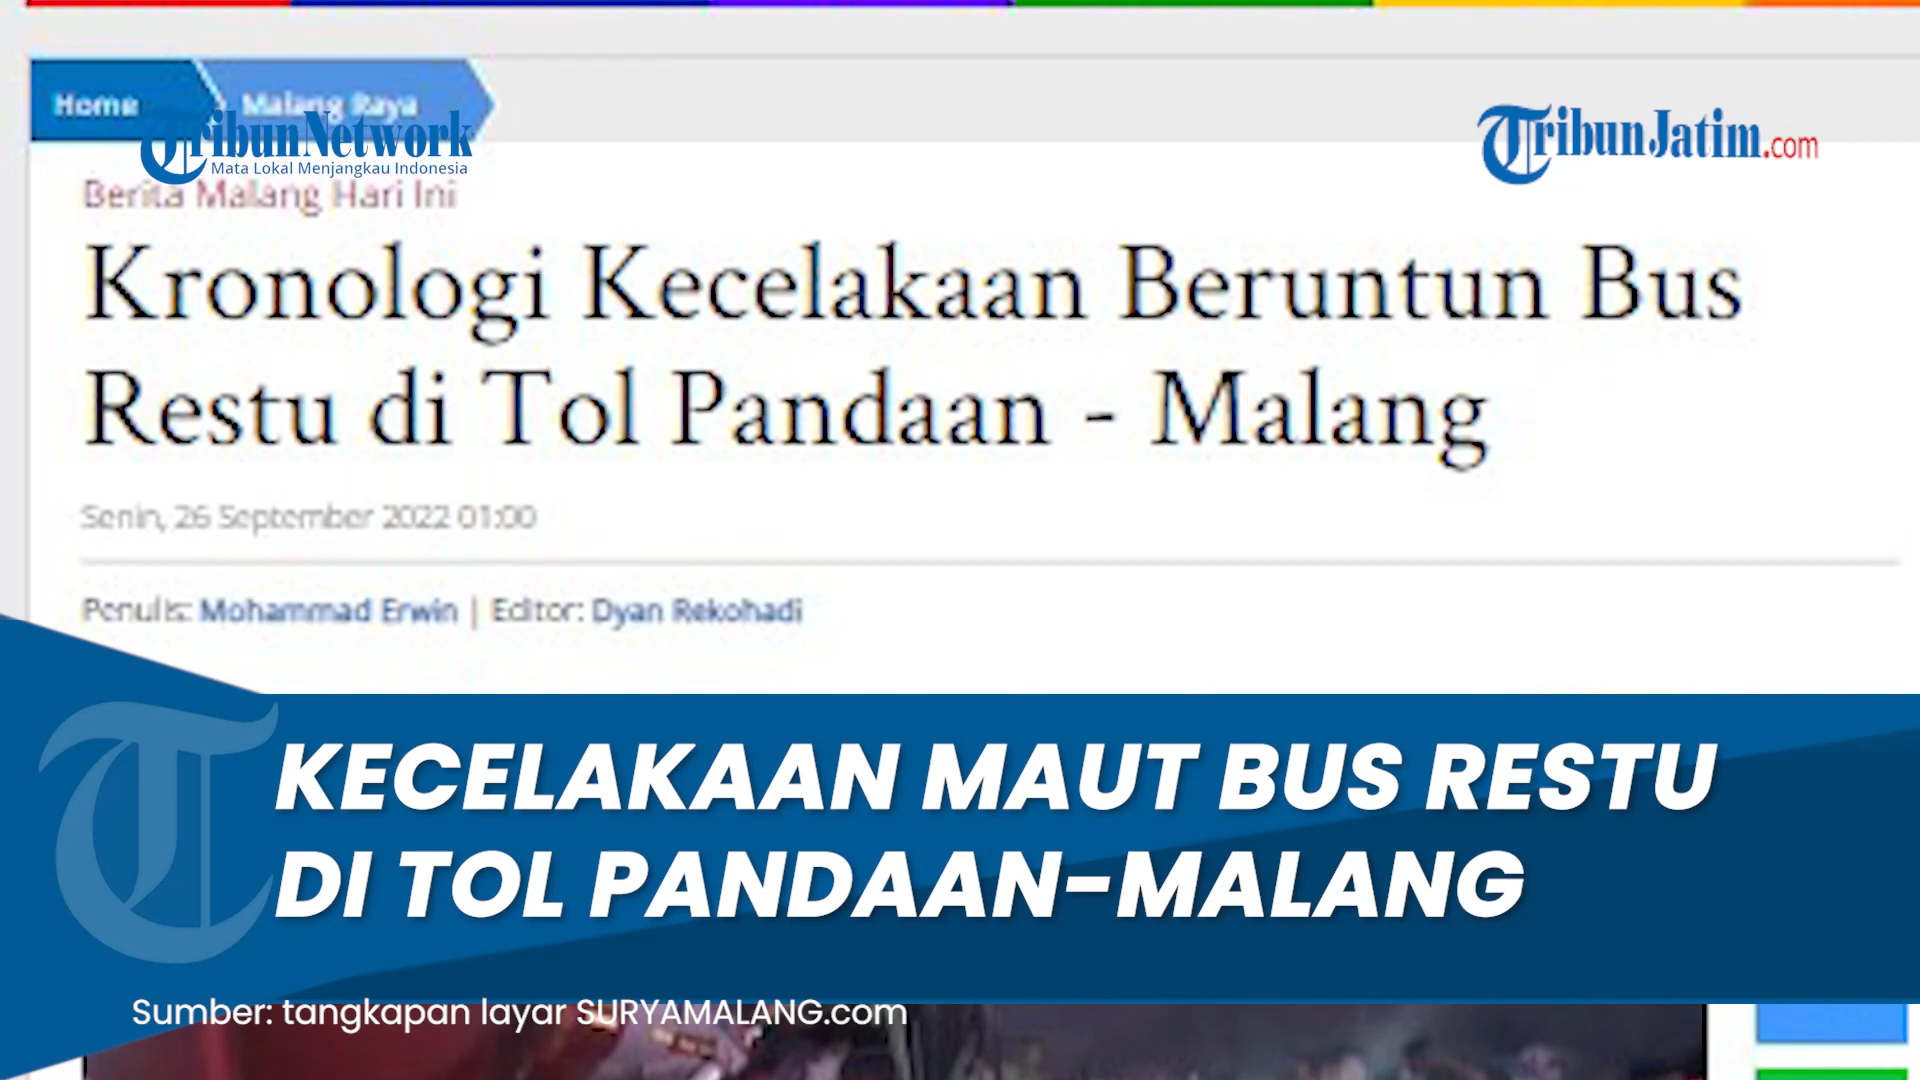 Home
Malang Raya
TribunNetwork
Mata Lokal Menjangkau Indonesia
TribunJatim.com
Berita Malang Hari Ini
Kronologi Kecelakaan Beruntun Bus
Restu di Tol Pandaan - Malang
Senin, 26 September 2022 01:00
Penulis: Mohammad Erwin | Editor: Dyan Rekohadi
T
KECELAKAAN MAUT BUS RESTU
DI TOL PANDAAN-MALANG
Sumber: tangkapan layar SURYAMALANG.com